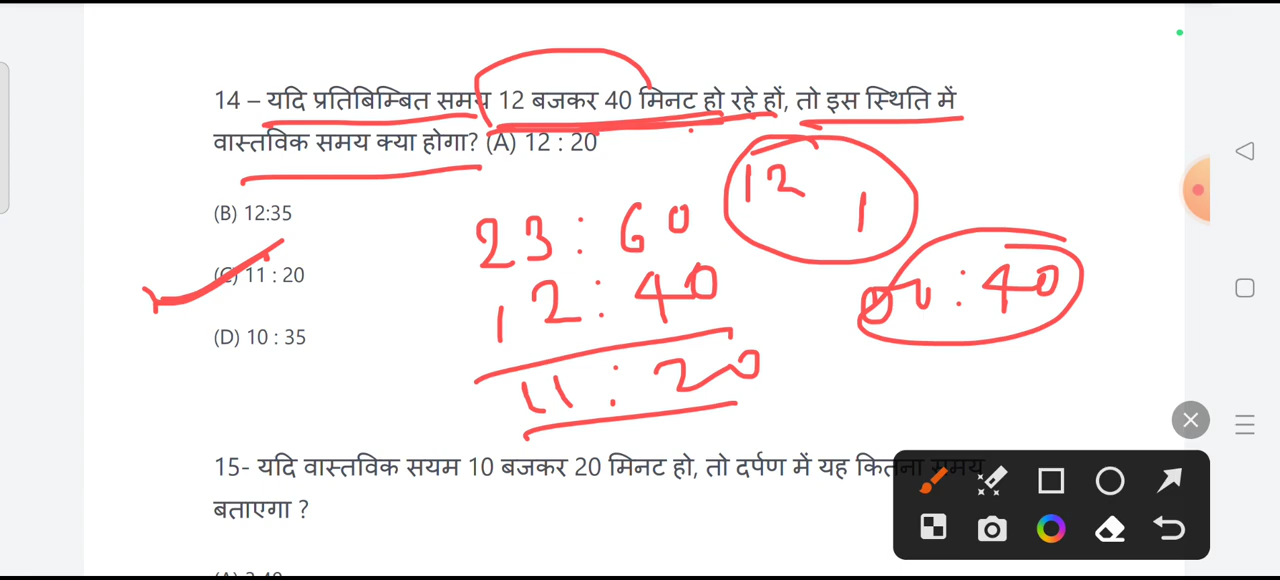 14 – यदि प्रतिबिम्बित समय 12 बजकर 40 मिनट हो रहे हों, तो इस स्थिति में
वास्तविक समय क्या होगा? (A) 12 : 20
12
1
(B) 12:35
23 : 60
(C) 11 : 20
12 : 40
: 40
(D) 10 : 35
11 : 20
15- यदि वास्तविक सयम 10 बजकर 20 मिनट हो, तो दर्पण में यह कितना समय
बताएगा ?